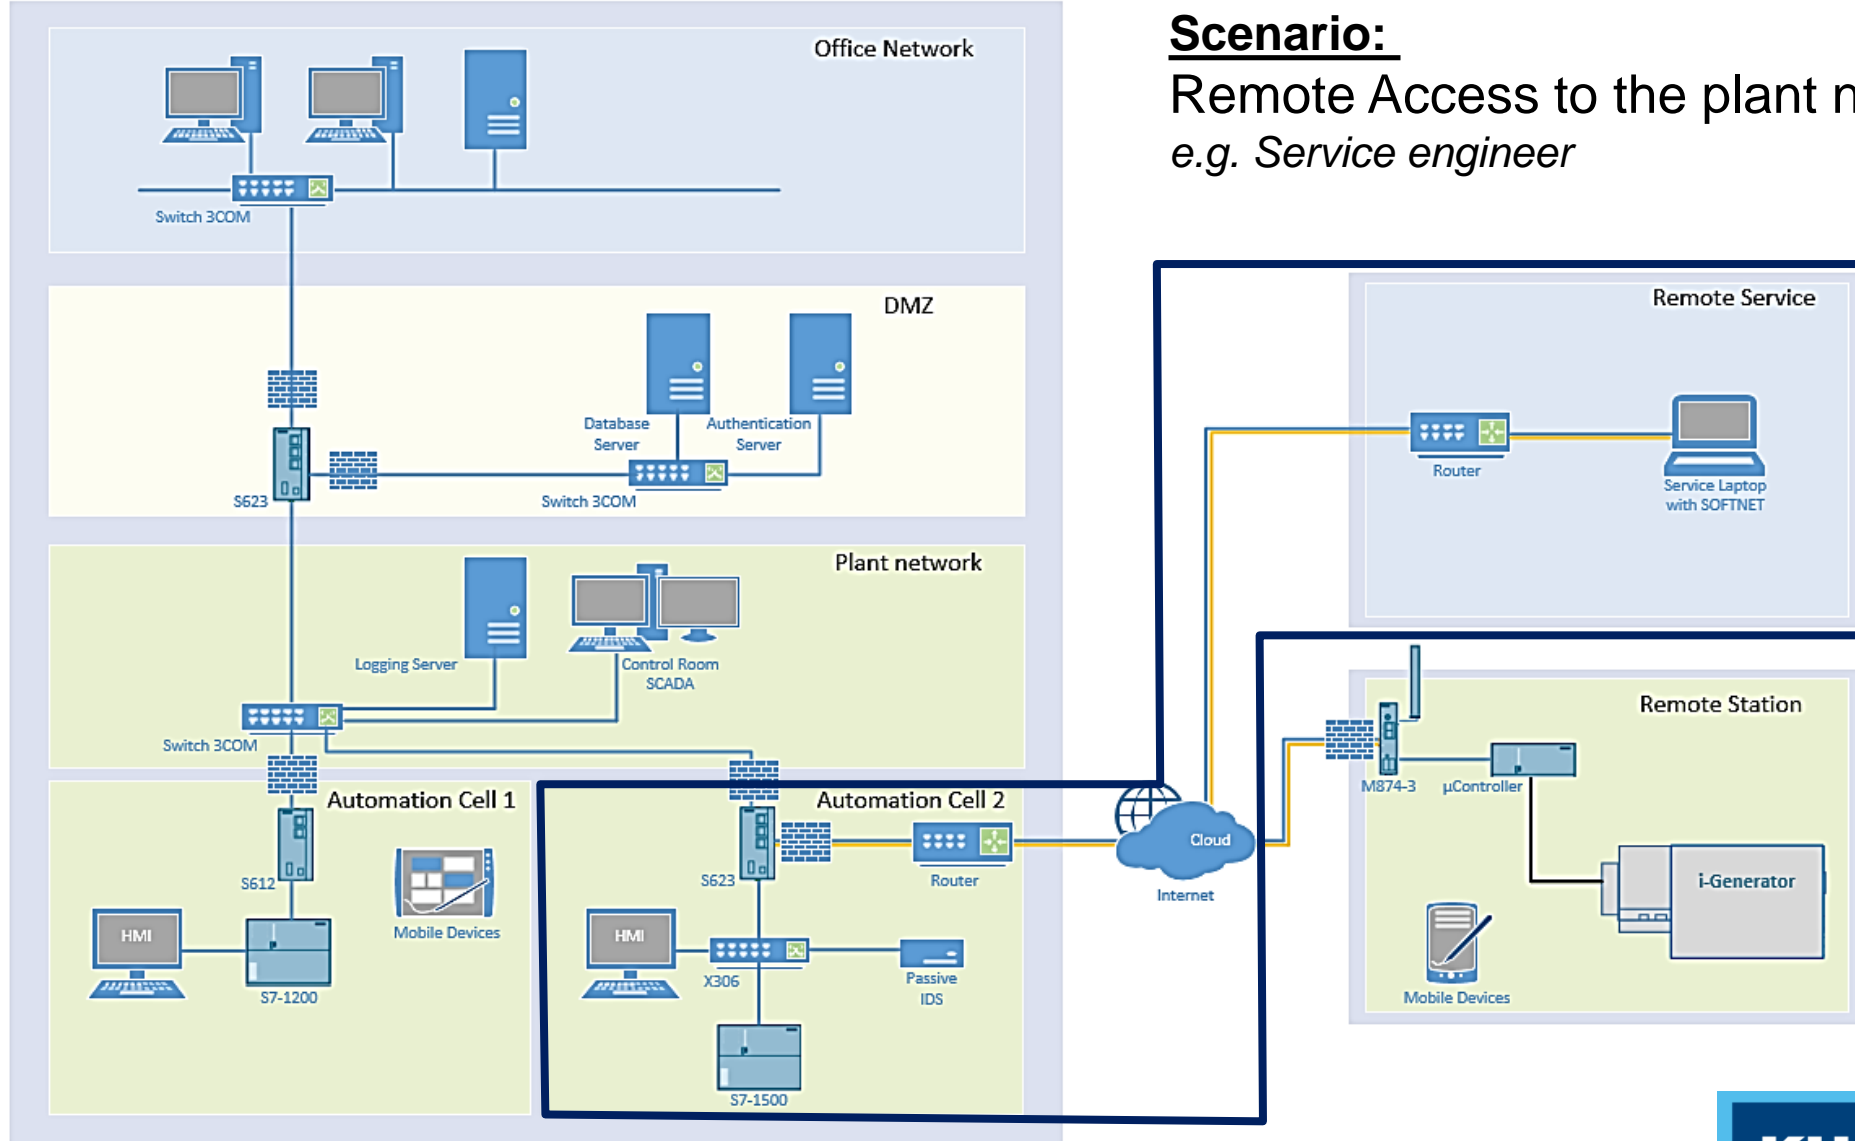 Scenario:
Remote Access to the plant n
e.g. Service engineer
Office Network
Switch 3COM
DMZ
Database
Server
Authentication
Server
S623
Switch 3COM
Plant network
Logging Server
Control Room
SCADA
Switch 3COM
Automation Cell 1
S612
HMI
S7-1200
Mobile Devices
Automation Cell 2
S623
Router
HMI
X306
Passive
IDS
S7-1500
Cloud
Internet
Remote Service
Router
Service Laptop
with SOFTNET
Remote Station
M874-3
µController
i-Generator
Mobile Devices